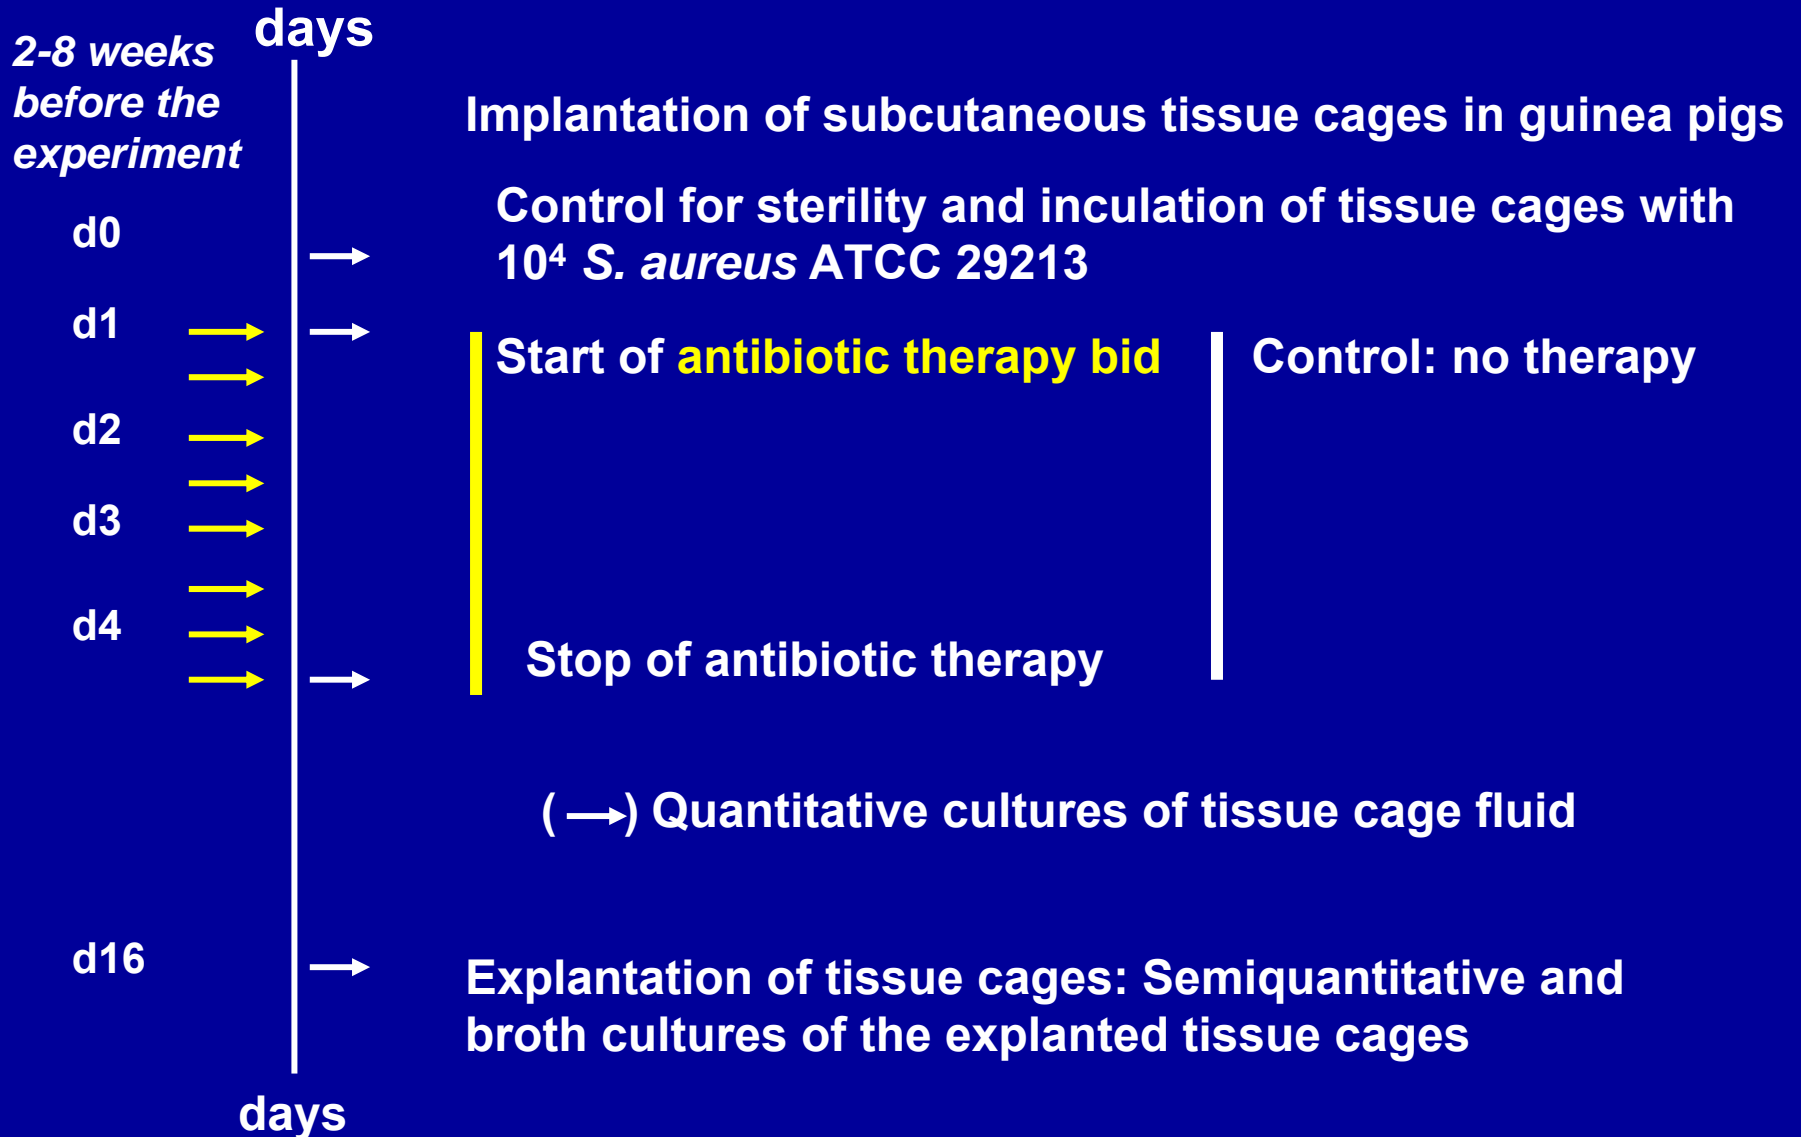 days
2-8 weeks
before the
experiment
Implantation of subcutaneous tissue cages in guinea pigs
d0
Control for sterility and inculation of tissue cages with
10⁴ S. aureus ATCC 29213
d1
Start of antibiotic therapy bid
Control: no therapy
d2
d3
d4
Stop of antibiotic therapy
( → ) Quantitative cultures of tissue cage fluid
d16
Explantation of tissue cages: Semiquantitative and
broth cultures of the explanted tissue cages
days